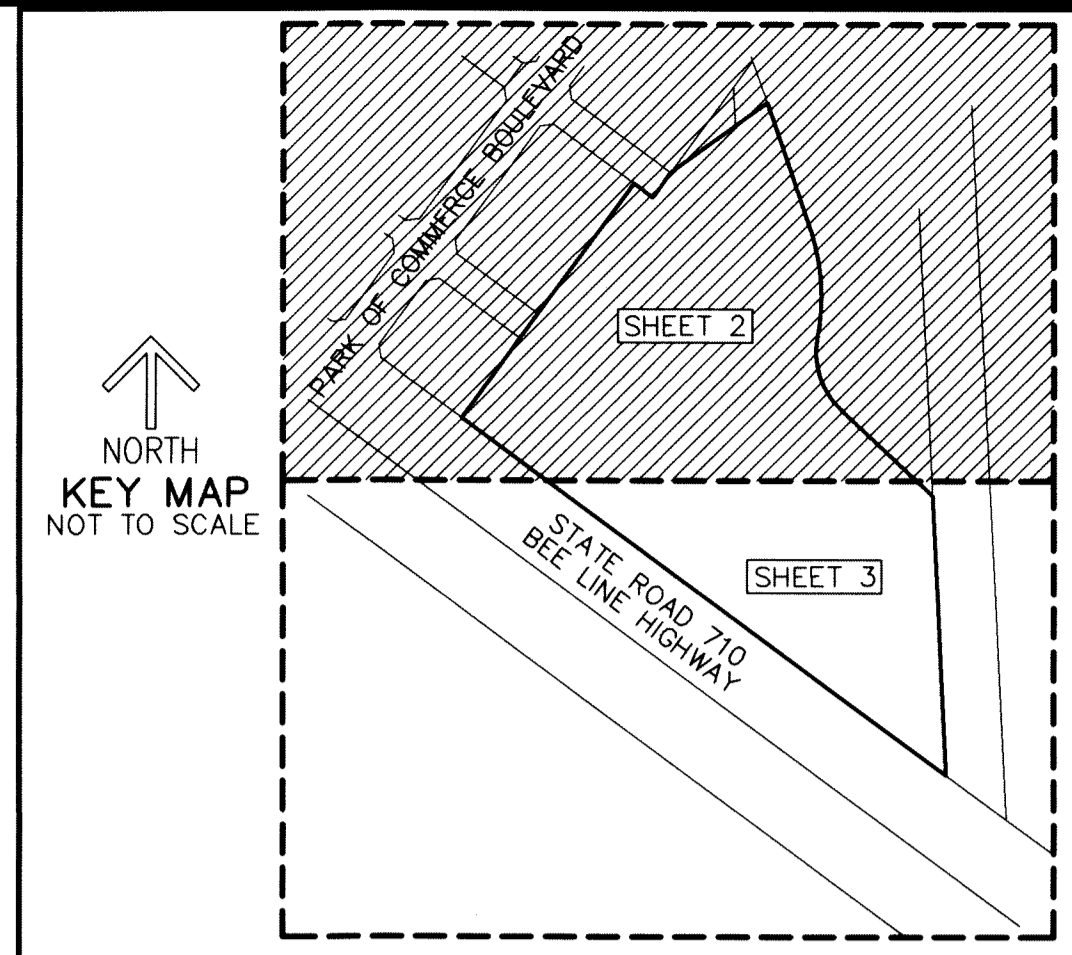 PARK OF COMMERCE BOULEVARD
SHEET 2
NORTH
KEY MAP
NOT TO SCALE
STATE ROAD 710
BEE LINE HIGHWAY
SHEET 3